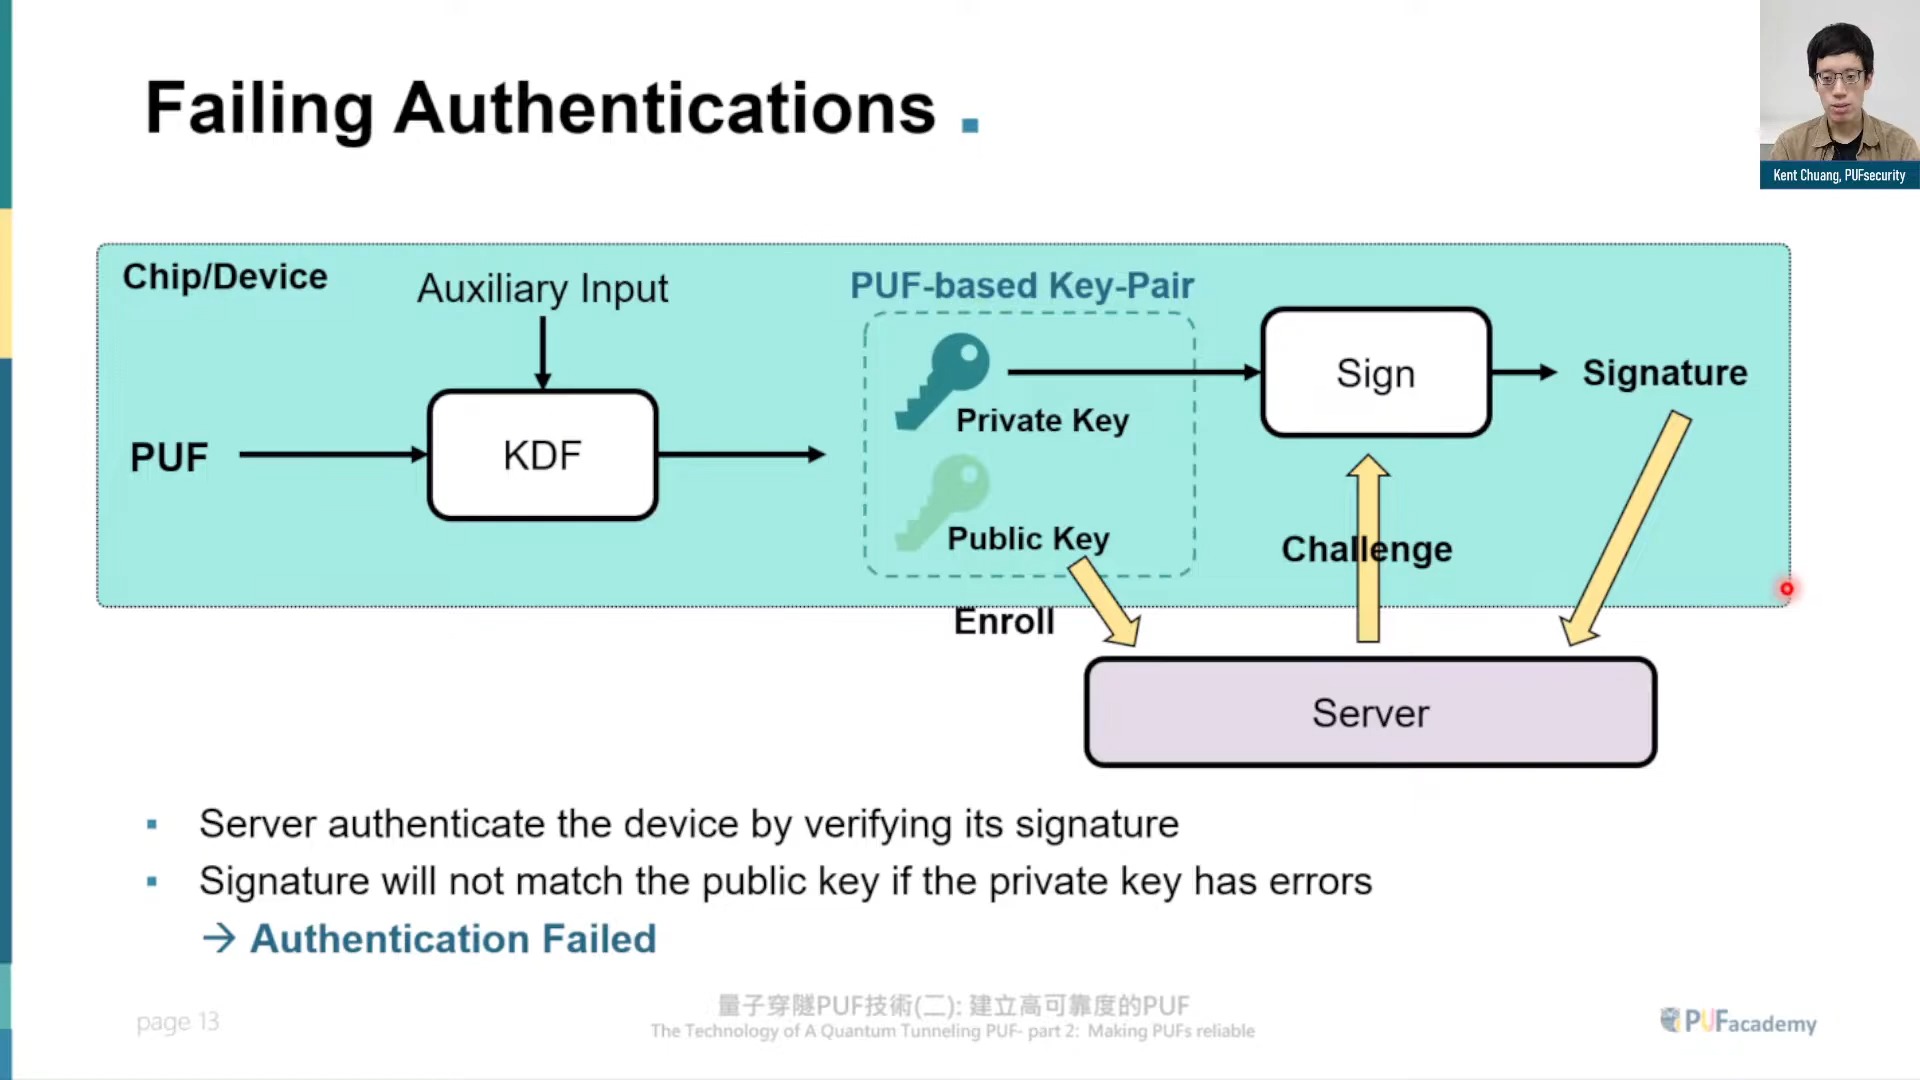 Failing Authentications .
Kent Chuang, PUFsecurity
Chip/Device
Auxiliary Input
PUF-based Key-Pair
PUF
KDF
Private Key
Public Key
Sign
Signature
Challenge
Enroll
Server
▪ Server authenticate the device by verifying its signature
▪ Signature will not match the public key if the private key has errors
→ Authentication Failed
page 13
量子穿隧PUF技術(二): 建立高可靠度的PUF
The Technology of A Quantum Tunneling PUF- part 2: Making PUFs reliable
PUFacademy